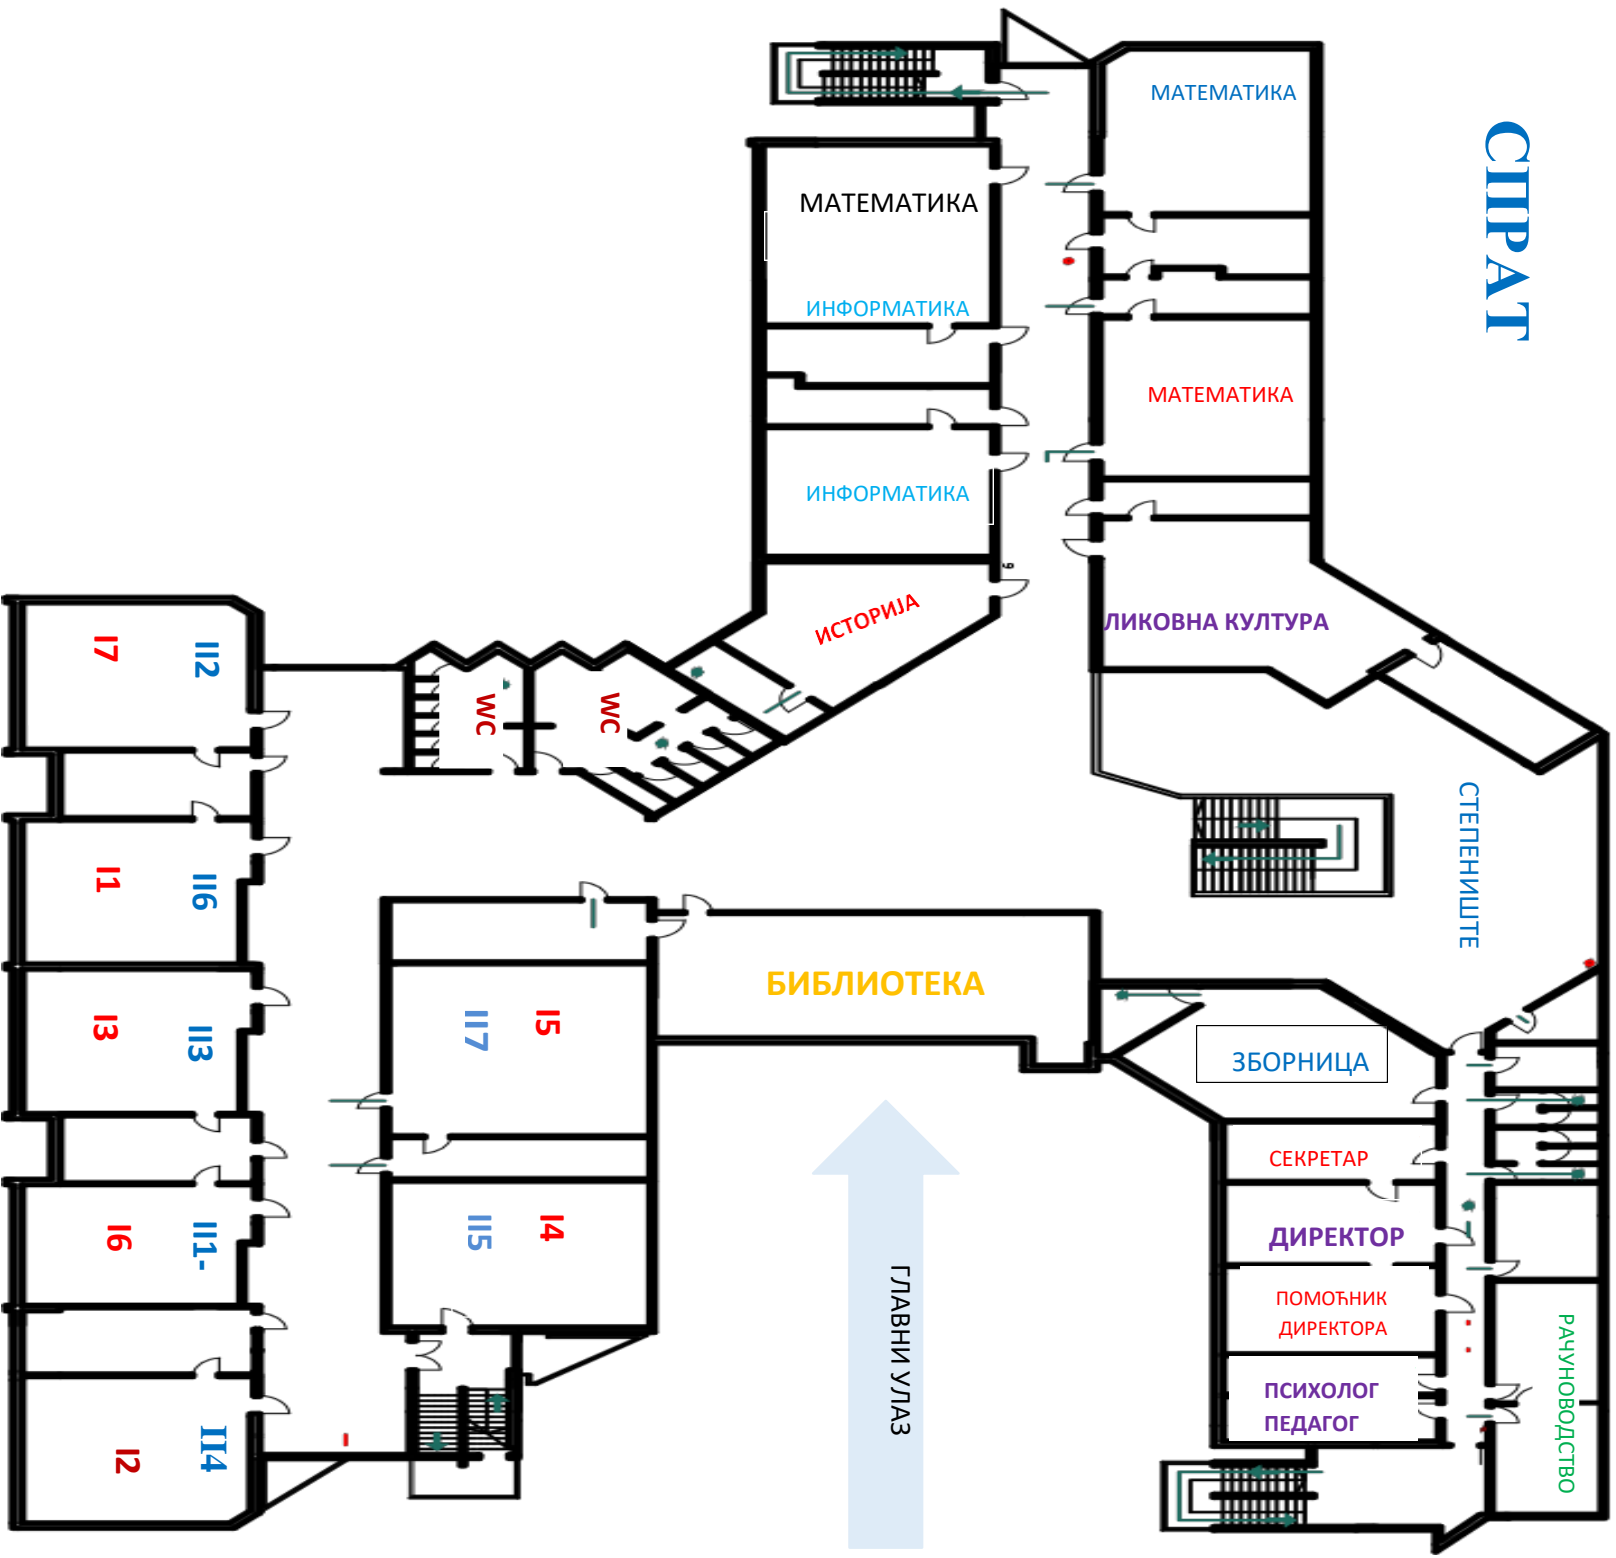 МАТЕМАТИКА
СПРАТ
МАТЕМАТИКА
ИНФОРМАТИКА
МАТЕМАТИКА
ИНФОРМАТИКА
9
ИСТОРИЈА
ЛИКОВНА КУЛТУРА
I7
II2
WC
WC
СТЕПЕНИШТЕ
I1
II6
БИБЛИОТЕКА
I3
II3
II7
I5
ЗБОРНИЦА
СЕКРЕТАР
I6
II1-
II5
I4
ДИРЕКТОР
ГЛАВНИ УЛАЗ
ПОМОЋНИК
ДИРЕКТОРА
РАЧУНОВОДСТВО
ПСИХОЛОГ
ПЕДАГОГ
I2
II4